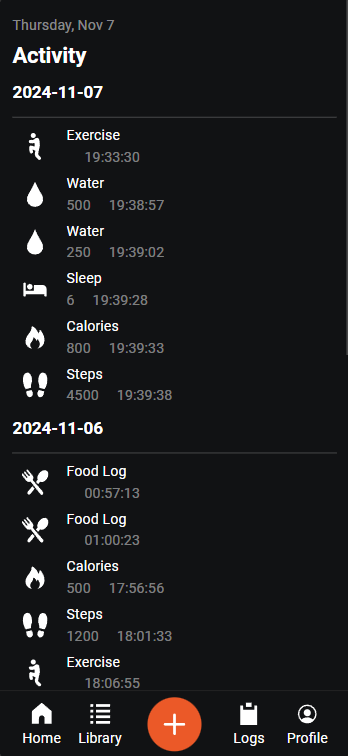 Thursday, Nov 7
Activity
2024-11-07
Exercise
19:33:30
Water
500 19:38:57
Water
250 19:39:02
Sleep
6 19:39:28
Calories
800 19:39:33
Steps
4500 19:39:38
2024-11-06
Food Log
00:57:13
Food Log
01:00:23
Calories
500 17:56:56
Steps
1200 18:01:33
Exercise
18:06:55
Home Library Logs Profile